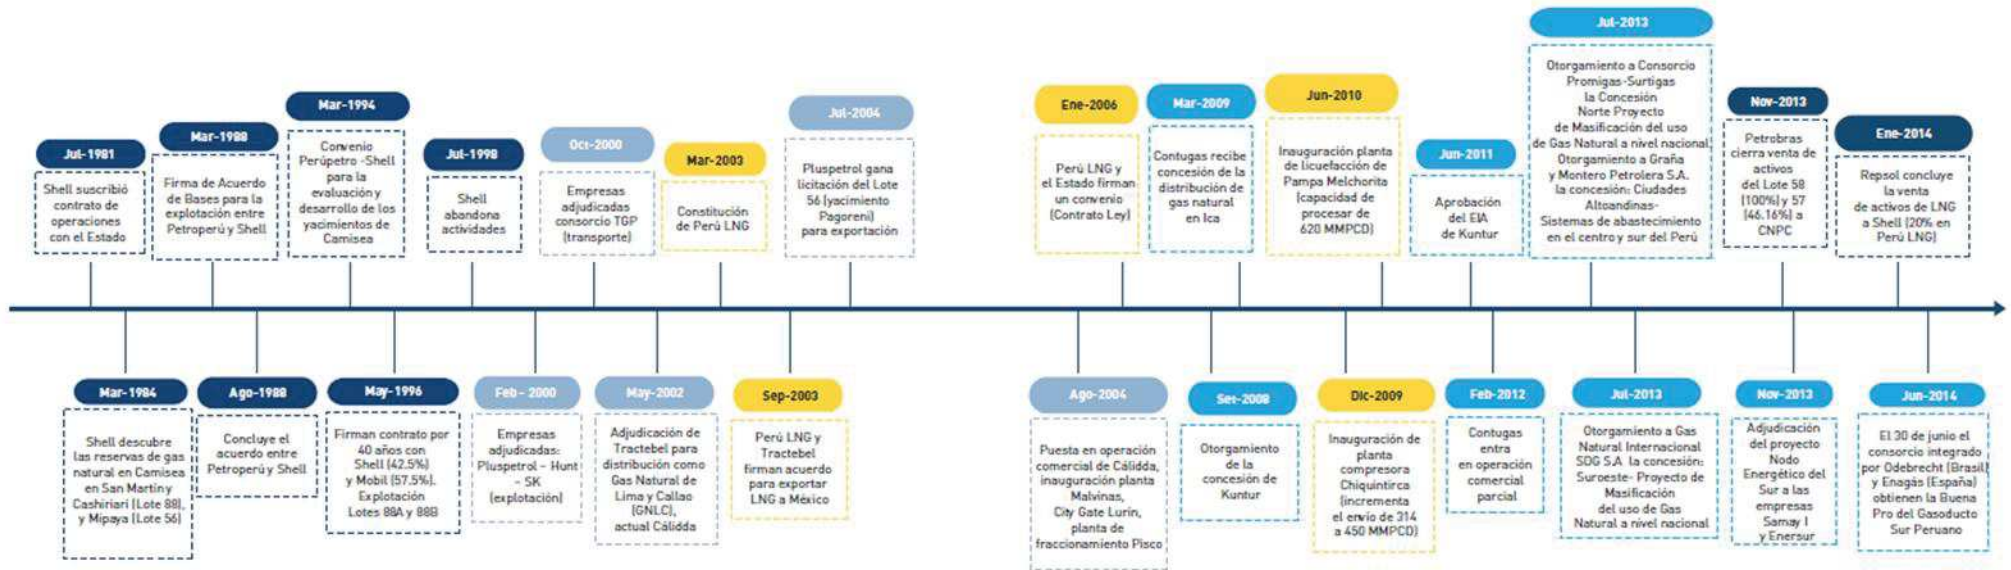 Jul-1981
Shell suscribió
contrato de
operaciones
con el Estado
Mar-1988
Firma de Acuerdo
de Bases para la
explotación entre
Petroperú y Shell
Mar-1994
Convenio
Perúpetro -Shell
para la
evaluación y
desarrollo de los
yacimientos de
Camisea
Jul-1998
Shell
abandona
actividades
Oct-2000
Empresas
adjudicadas
consorcio TGP
(transporte)
Mar-2003
Constitución
de Perú LNG
Jul-2004
Pluspetrol gana
licitación del Lote
56 (yacimiento
Pagoreni)
para exportación
Ene-2006
Perú LNG y
el Estado firman
un convenio
(Contrato Ley)
Mar-2009
Contugas recibe
concesión de la
distribución de
gas natural
en Ica
Jun-2010
Inauguración planta
de licuefacción de
Pampa Melchorita
(capacidad de
procesar de
620 MMPCD)
Jun-2011
Aprobación
del EIA
de Kuntur
Jul-2013
Otorgamiento a Consorcio
Promigas-Surtigas
la Concesión
Norte Proyecto
de Masificación del uso
de Gas Natural a nivel nacional
Otorgamiento a Graña
y Montero Petrolera S.A.
la concesión: Ciudades
Altoandinas-
Sistemas de abastecimiento
en el centro y sur del Perú
Nov-2013
Petrobras
cierra venta de
activos
del Lote 58
(100%) y 57
(46.16%) a
CNPC
Ene-2014
Repsol concluye
la venta
de activos de LNG
a Shell (20% en
Perú LNG)
Mar-1984
Shell descubre
las reservas de gas
natural en Camisea
en San Martín y
Cashiriari (Lote 88),
y Mipaya (Lote 56)
Ago-1988
Concluye el
acuerdo entre
Petroperú y Shell
May-1996
Firman contrato por
40 años con
Shell (42.5%)
y Mobil (57.5%).
Explotación
Lotes 88A y 88B
Feb - 2000
Empresas
adjudicadas:
Pluspetrol - Hunt
- SK
(explotación)
May-2002
Adjudicación de
Tractebel para
distribución como
Gas Natural de
Lima y Callao
(GNLC),
actual Cálidda
Sep-2003
Perú LNG y
Tractebel
firman acuerdo
para exportar
LNG a México
Ago-2004
Puesta en operación
comercial de Cálidda,
inauguración planta
Malvinas,
City Gate Lurín,
planta de
fraccionamiento Pisco
Set-2008
Otorgamiento
de la
concesión de
Kuntur
Dic-2009
Inauguración de
planta
compresora
Chiquintirca
(incrementa
el envío de 314
a 450 MMPCD)
Feb-2012
Contugas
entra
en operación
comercial
parcial
Jul-2013
Otorgamiento a Gas
Natural Internacional
SDG S.A la concesión:
Suroeste- Proyecto de
Masificación
del uso de Gas
Natural a nivel nacional
Nov-2013
Adjudicación
del proyecto
Nodo
Energético del
Sur a las
empresas
Samay I
y Enersur
Jun-2014
El 30 de junio el
consorcio integrado
por Odebrecht (Brasil)
y Enagás (España)
obtienen la Buena
Pro del Gasoducto
Sur Peruano